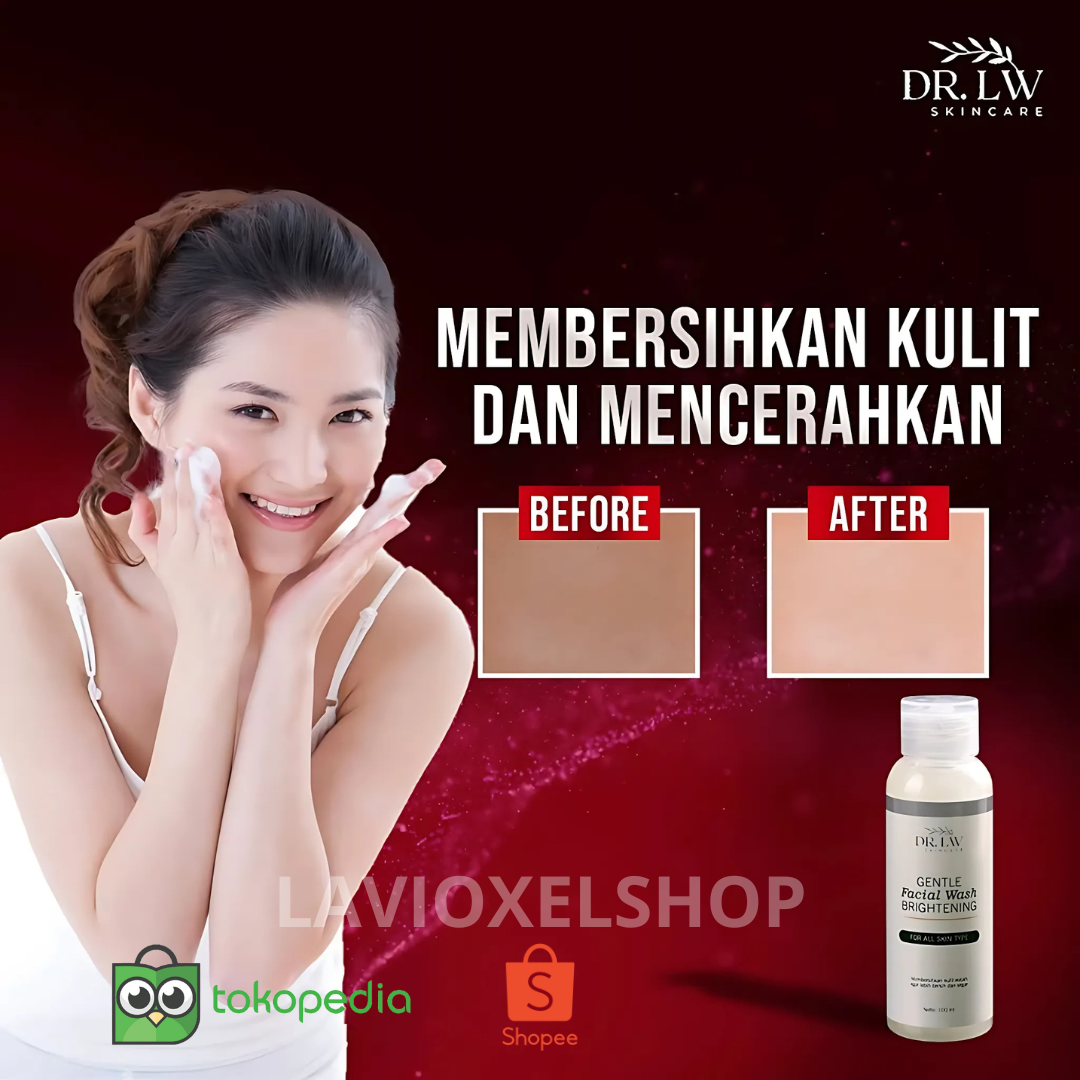 DR. LW
SKINCARE
MEMBERSIHKAN KULIT
DAN MENCERAHKAN
BEFORE
AFTER
DR. LW
SKINCARE
GENTLE
Facial Wash
BRIGHTENING
FOR ALL SKIN TYPE
LAVIOXELSHOP
tokopedia
S
Shopee